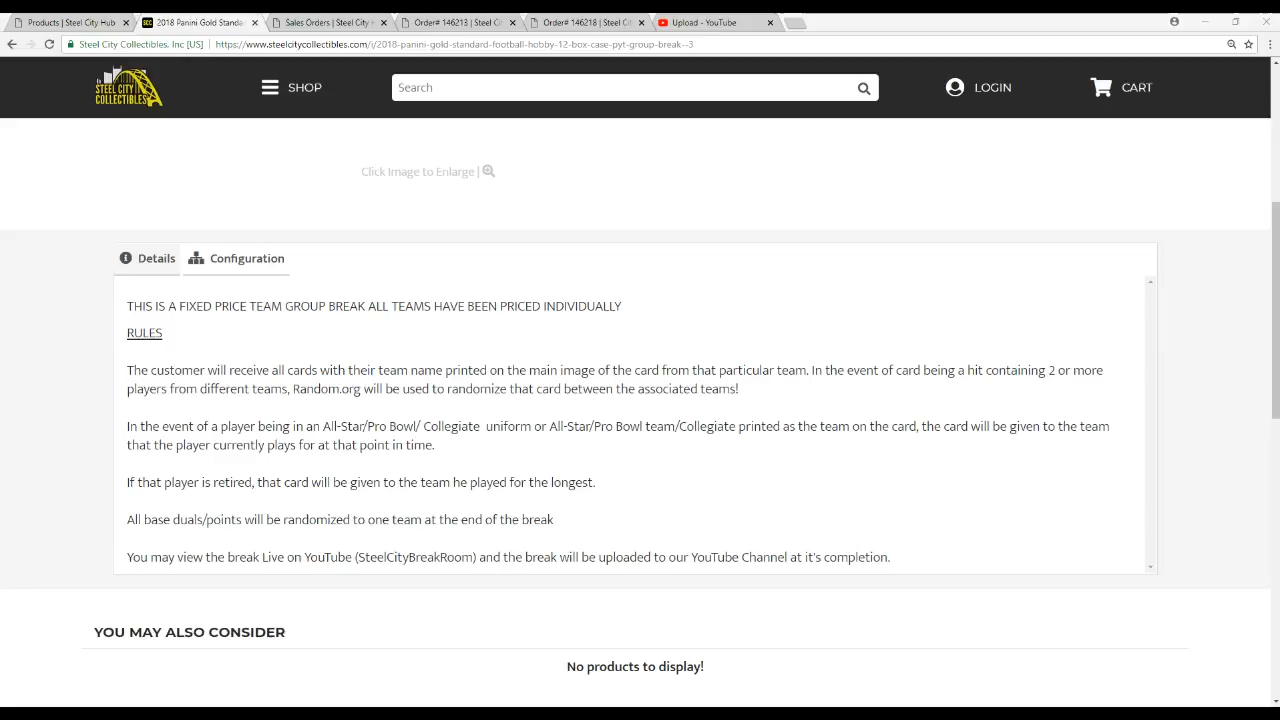 Products | Steel City Hub
2018 Panini Gold Standa
Sales Orders | Steel City H
Order# 146213 | Steel Ci
Order# 146218 | Steel Cit
Upload - YouTube
Steel City Collectibles. Inc [US] | https://www.steelcitycollectibles.com/i/2018-panini-gold-standard-football-hobby-12-box-case-pyt-group-break--3
STEEL CITY
COLLECTIBLES
SHOP
Search
LOGIN
CART
Click Image to Enlarge |
Details
Configuration
THIS IS A FIXED PRICE TEAM GROUP BREAK ALL TEAMS HAVE BEEN PRICED INDIVIDUALLY
RULES
The customer will receive all cards with their team name printed on the main image of the card from that particular team. In the event of card being a hit containing 2 or more
players from different teams, Random.org will be used to randomize that card between the associated teams!
In the event of a player being in an All-Star/Pro Bowl/ Collegiate uniform or All-Star/Pro Bowl team/Collegiate printed as the team on the card, the card will be given to the team
that the player currently plays for at that point in time.
If that player is retired, that card will be given to the team he played for the longest.
All base duals/points will be randomized to one team at the end of the break
You may view the break Live on YouTube (SteelCityBreakRoom) and the break will be uploaded to our YouTube Channel at it's completion.
YOU MAY ALSO CONSIDER
No products to display!